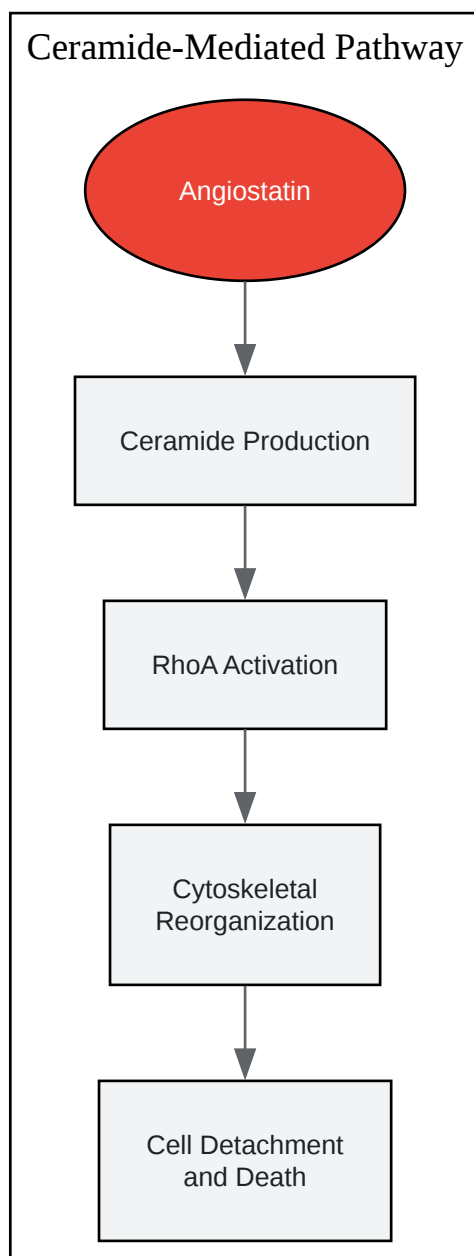 Ceramide-Mediated Pathway
Angiostatin
Ceramide Production
RhoA Activation
Cytoskeletal
Reorganization
Cell Detachment
and Death